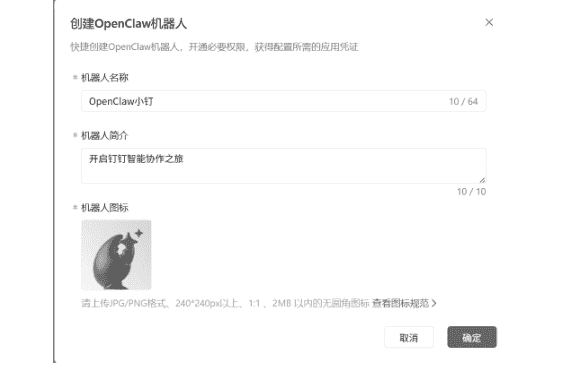 创建OpenClaw机器人
快捷创建OpenClaw机器人，开通必要权限，获得配置所需的应用凭证
* 机器人名称
OpenClaw小钉 10 / 64
* 机器人简介
开启钉钉智能协作之旅
10 / 10
* 机器人图标
请上传JPG/PNG格式、240*240px以上、1:1 、2MB 以内的无圆角图标 查看图标规范 >
取消 确定